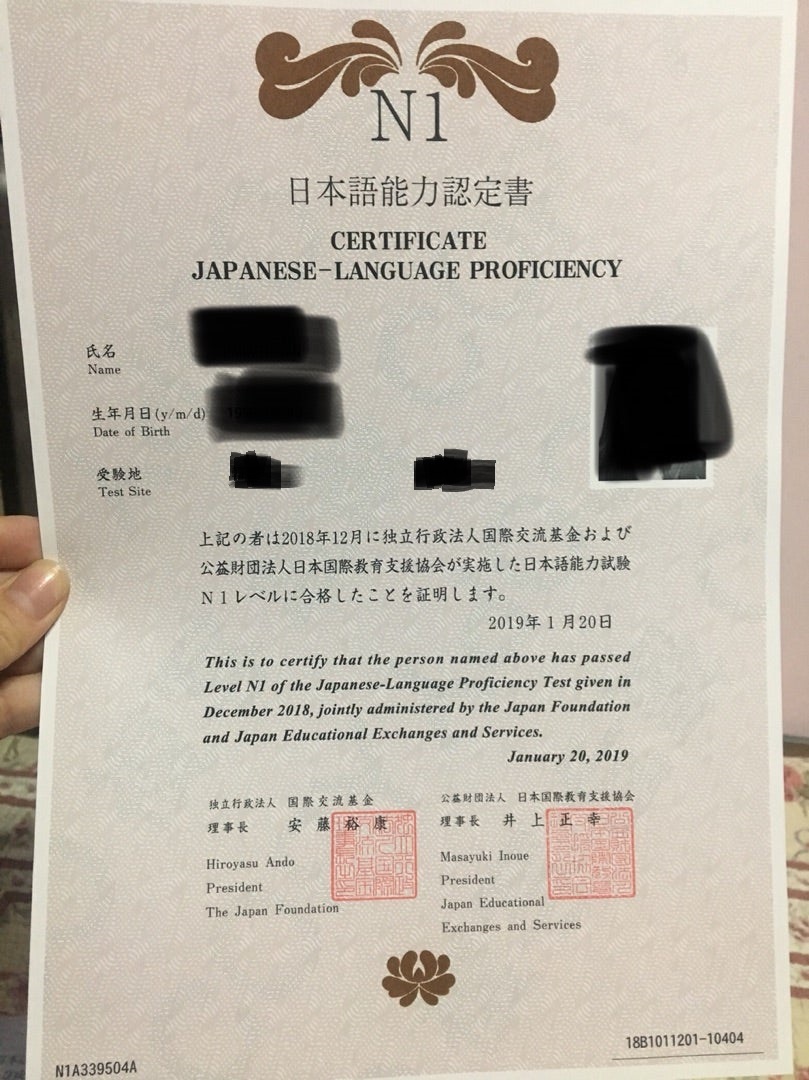 N1
日本語能力認定書
CERTIFICATE
JAPANESE-LANGUAGE PROFICIENCY
氏名
Name
生年月日(y/m/d)
Date of Birth
受験地
Test Site
上記の者は2018年12月に独立行政法人国際交流基金および
公益財団法人日本国際教育支援協会が実施した日本語能力試験
N1レベルに合格したことを証明します。
2019年1月20日
This is to certify that the person named above has passed
Level N1 of the Japanese-Language Proficiency Test given in
December 2018, jointly administered by the Japan Foundation
and Japan Educational Exchanges and Services.
January 20, 2019
独立行政法人 国際交流基金
理事長 安藤裕康
Hiroyasu Ando
President
The Japan Foundation
公益財団法人 日本国際教育支援協会
理事長 井上正幸
Masayuki Inoue
President
Japan Educational
Exchanges and Services
N1A339504A
18B1011201-10404